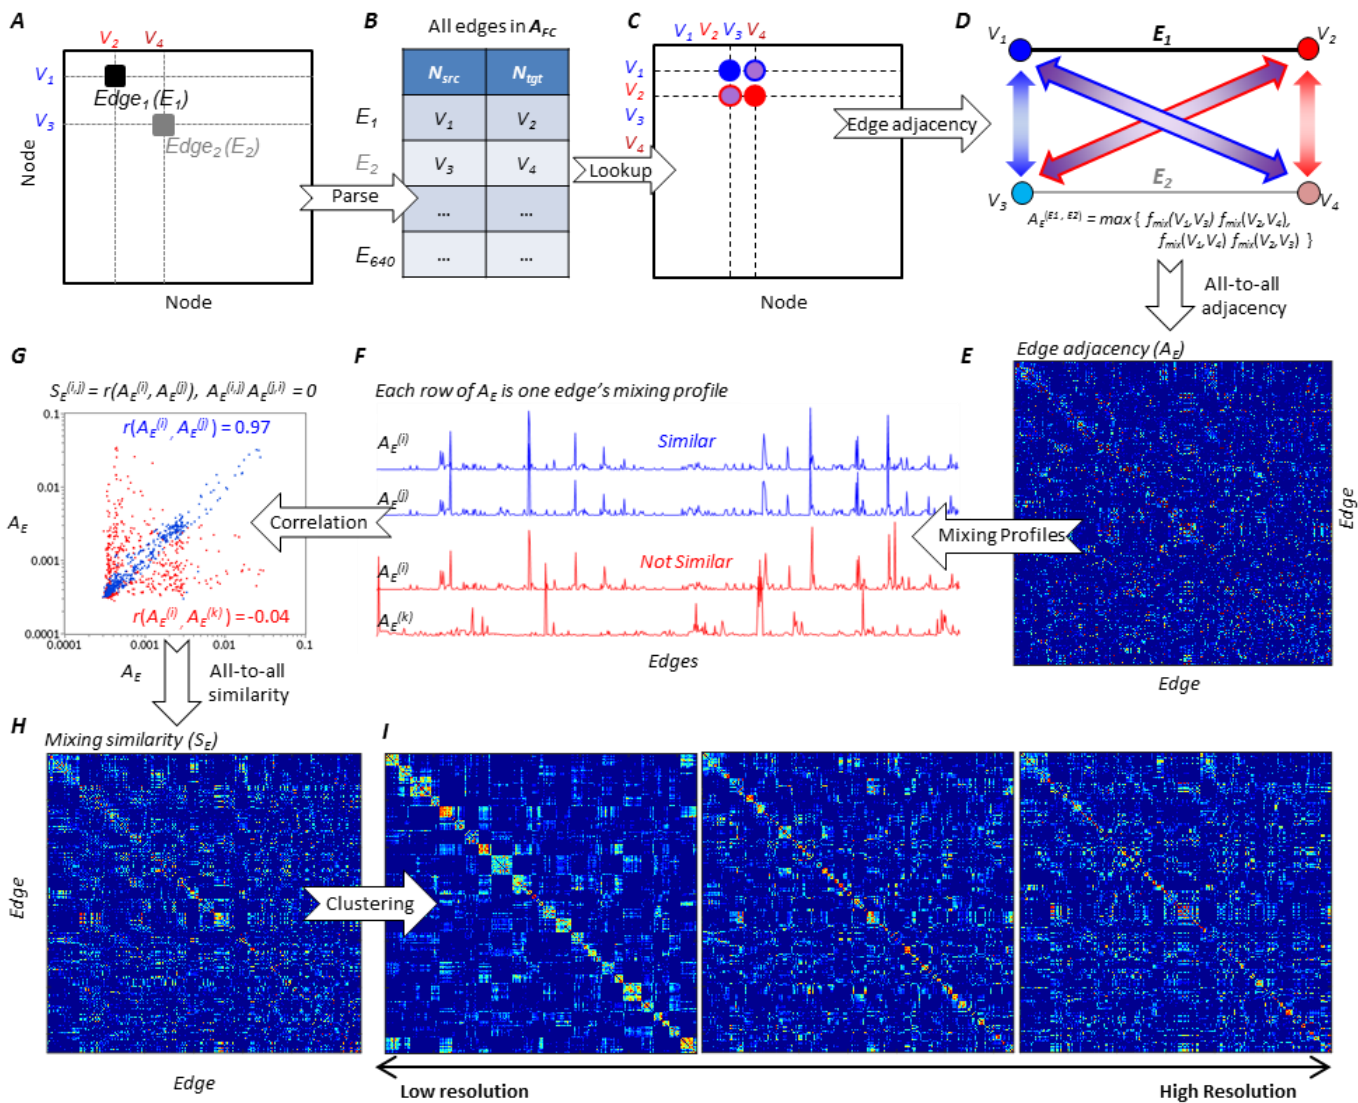 A
V2 V4
V1
Edge1 (E1)
V3
Edge2 (E2)
Node
Node
Parse
B
All edges in AFC
Nsrc Ntgt
E1 V1 V2
E2 V3 V4
... ...
E640 ... ...
Lookup
C
V1 V2 V3 V4
V1
V2
V3
V4
Node
Edge adjacency
D
V1 E1 V2
V3 E2 V4
AE(E1, E2) = max { fmix(V1,V3) fmix(V2,V4),
fmix(V1,V4) fmix(V2,V3) }
All-to-all
adjacency
E
Edge adjacency (AE)
Edge
Edge
Mixing Profiles
F
Each row of AE is one edge's mixing profile
AE(i) Similar
AE(j)
Not Similar
AE(i)
AE(k)
Edges
Correlation
G
SE(i,j) = r(AE(i), AE(j)), AE(i,j) AE(j,i) = 0
0.1
r(AE(i), AE(j)) = 0.97
0.01
AE
0.001
r(AE(i), AE(k)) = -0.04
0.0001
0.0001 0.001 0.01 0.1
AE
All-to-all
similarity
H
Mixing similarity (SE)
Edge
Edge
Clustering
I
Low resolution High Resolution